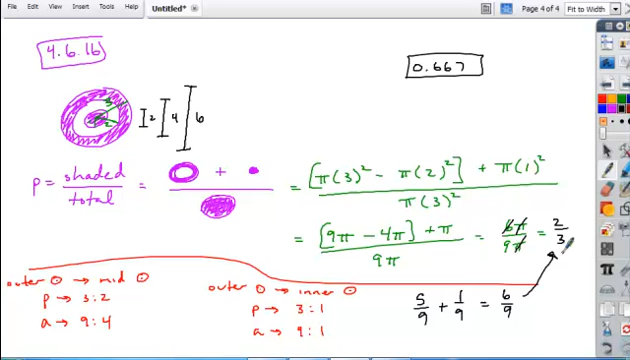 File Edit View Insert Tools Help
Untitled*
Page 4 of 4
Fit to Width
4.6.16
0.667
3
2
2 4 6
p = shaded/total = + = [π(3)² - π(2)²] + π(1)² / π(3)²
= [9π - 4π] + π / 9π = 6π/9π = 2/3
outer ⊙ → mid ⊙
p → 3:2
a → 9:4
outer ⊙ → inner ⊙
p → 3:1
a → 9:1
5/9 + 1/9 = 6/9